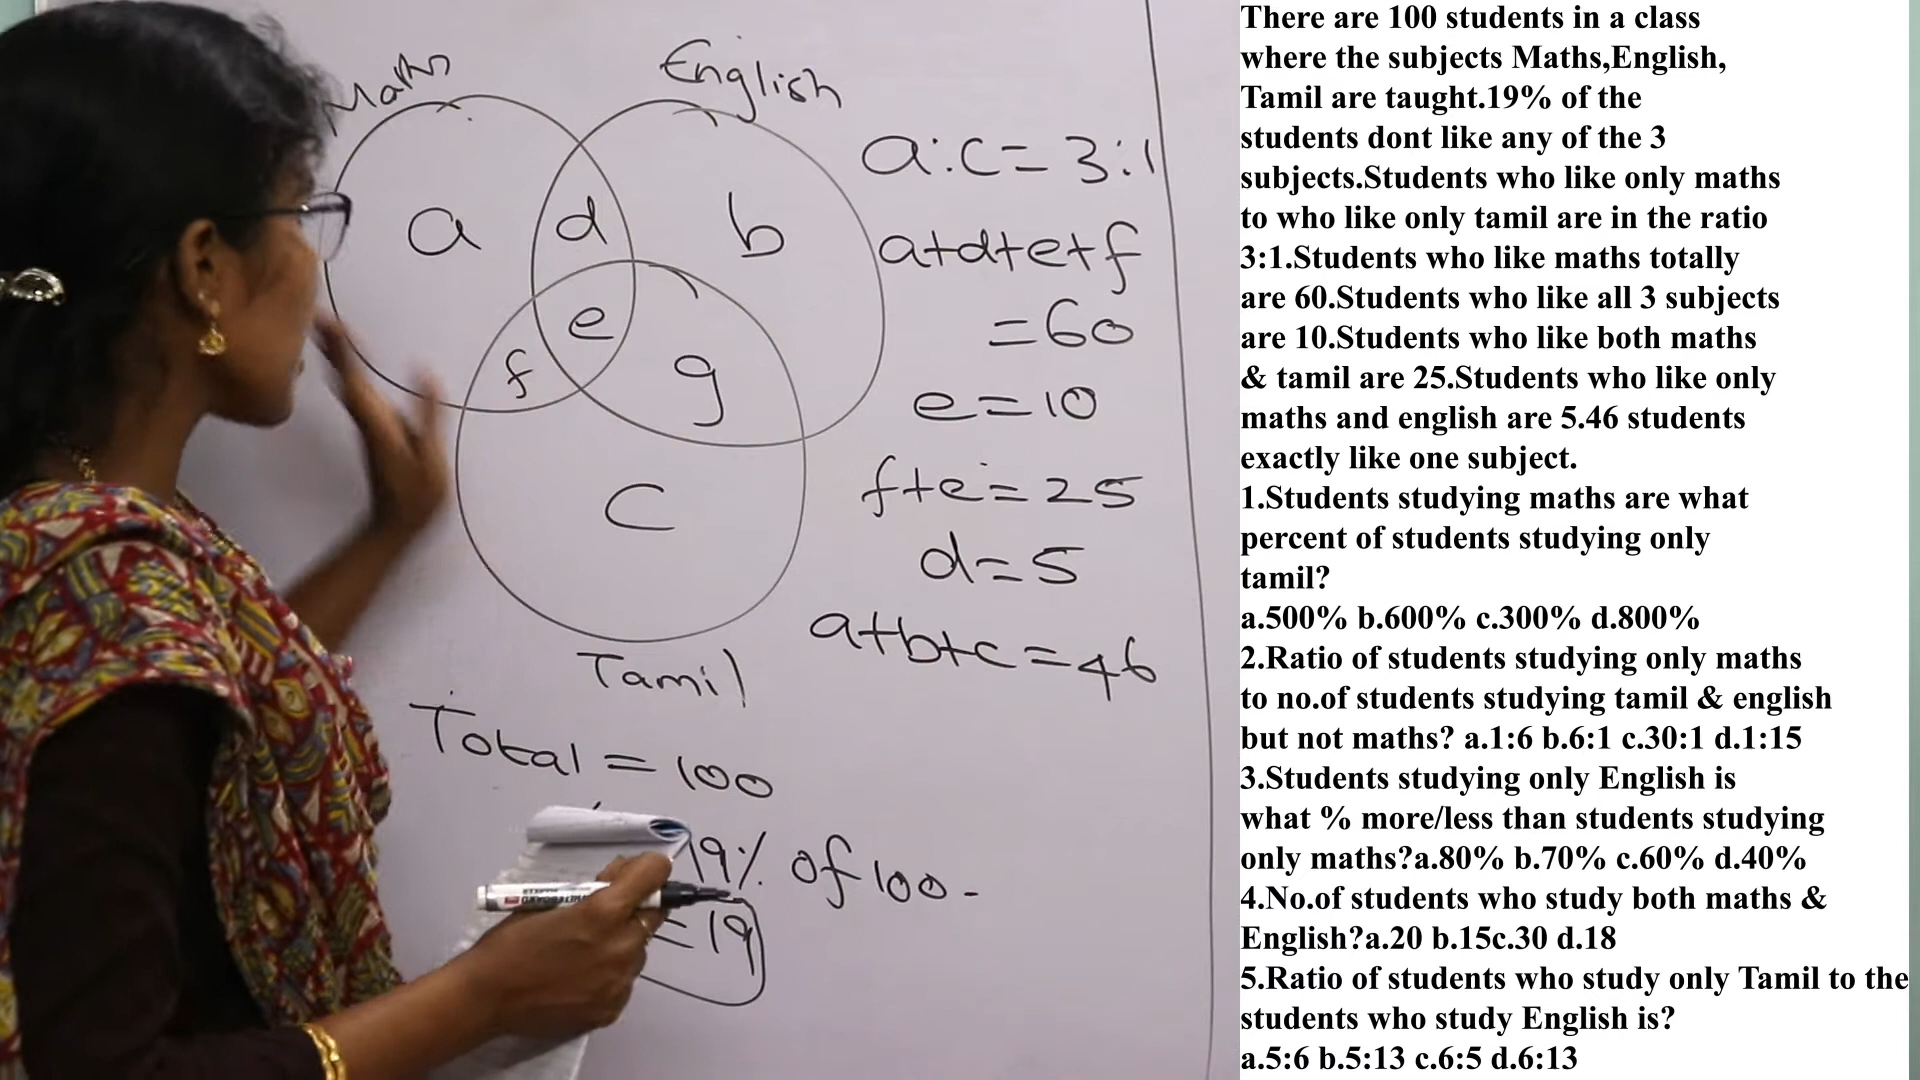 Maths
English
a
d
b
e
f
g
c
Tamil
a:c=3:1
a+d+e+f
=60
e=10
f+e=25
d=5
a+b+c=46
Total = 100
19% of 100 -
=19
There are 100 students in a class
where the subjects Maths,English,
Tamil are taught.19% of the
students dont like any of the 3
subjects.Students who like only maths
to who like only tamil are in the ratio
3:1.Students who like maths totally
are 60.Students who like all 3 subjects
are 10.Students who like both maths
& tamil are 25.Students who like only
maths and english are 5.46 students
exactly like one subject.
1.Students studying maths are what
percent of students studying only
tamil?
a.500% b.600% c.300% d.800%
2.Ratio of students studying only maths
to no.of students studying tamil & english
but not maths? a.1:6 b.6:1 c.30:1 d.1:15
3.Students studying only English is
what % more/less than students studying
only maths?a.80% b.70% c.60% d.40%
4.No.of students who study both maths &
English?a.20 b.15c.30 d.18
5.Ratio of students who study only Tamil to the
students who study English is?
a.5:6 b.5:13 c.6:5 d.6:13